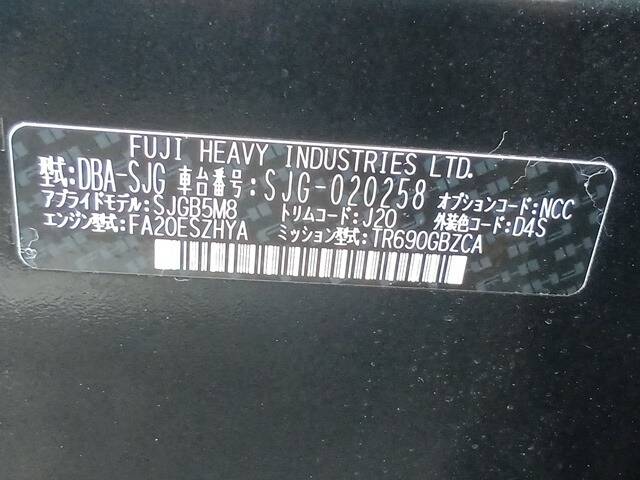 FUJI HEAVY INDUSTRIES LTD.
型式:DBA-SJG 車台番号:SJG-020258 オプションコード:NCC
アプライドモデル:SJGB5M8 トリムコード:J20 外装色コード:D4S
エンジン型式:FA20ESZHYA ミッション型式:TR690GBZCA